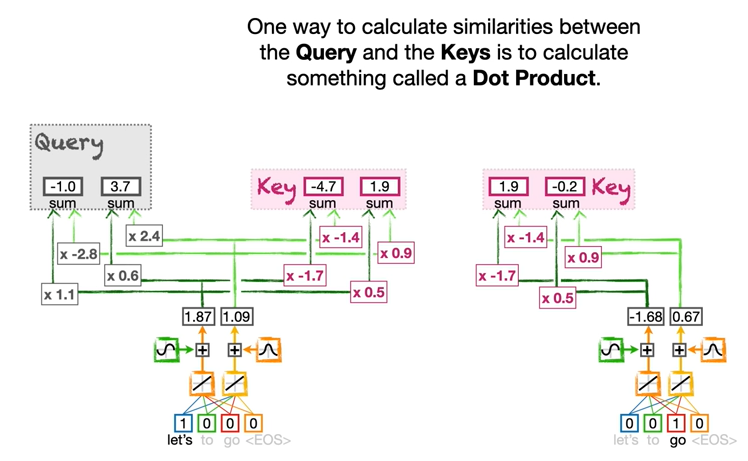 One way to calculate similarities between
the Query and the Keys is to calculate
something called a Dot Product.
Query
-1.0 3.7
sum sum
Key -4.7 1.9
sum sum
1.9 -0.2 Key
sum sum
x 2.4 x -1.4 x -1.4
x -2.8 x 0.9 x 0.9
x 0.6 x -1.7 x -1.7
x 1.1 x 0.5 x 0.5
1.87 1.09 -1.68 0.67
+ + + +
1 0 0 0 0 0 1 0
let's to go <EOS> let's to go <EOS>